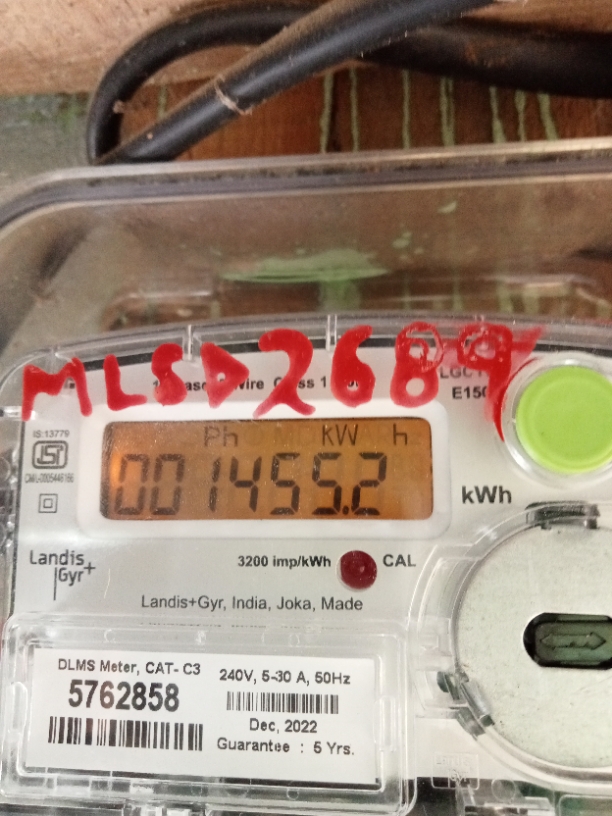 MLSD2689
IS:13779
E150
Ph KW h
001455.2
kWh
Landis
Gyr+
3200 imp/kWh CAL
Landis+Gyr, India, Joka, Made
DLMS Meter, CAT- C3
5762858
240V, 5-30 A, 50Hz
Dec, 2022
Guarantee : 5 Yrs.